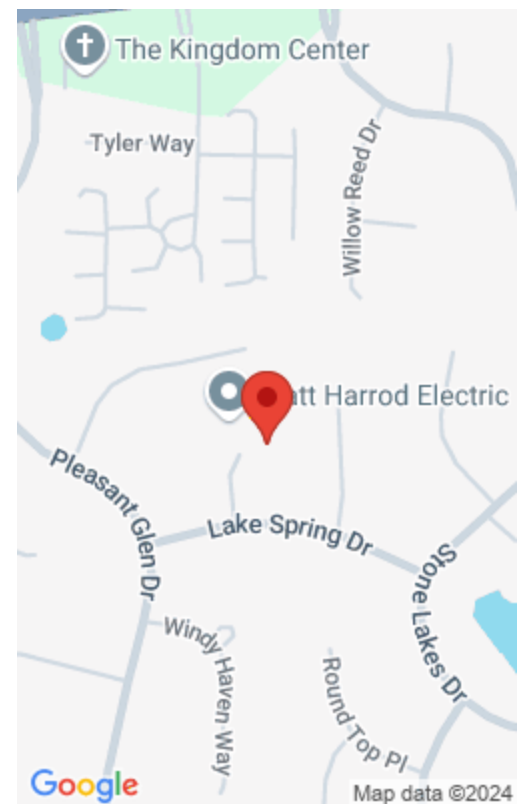 The Kingdom Center
Tyler Way
Willow Reed Dr
att Harrod Electric
Pleasant Glen Dr
Lake Spring Dr
Stone Lakes Dr
Windy Haven Way
Round Top Pl
Google
Map data ©2024